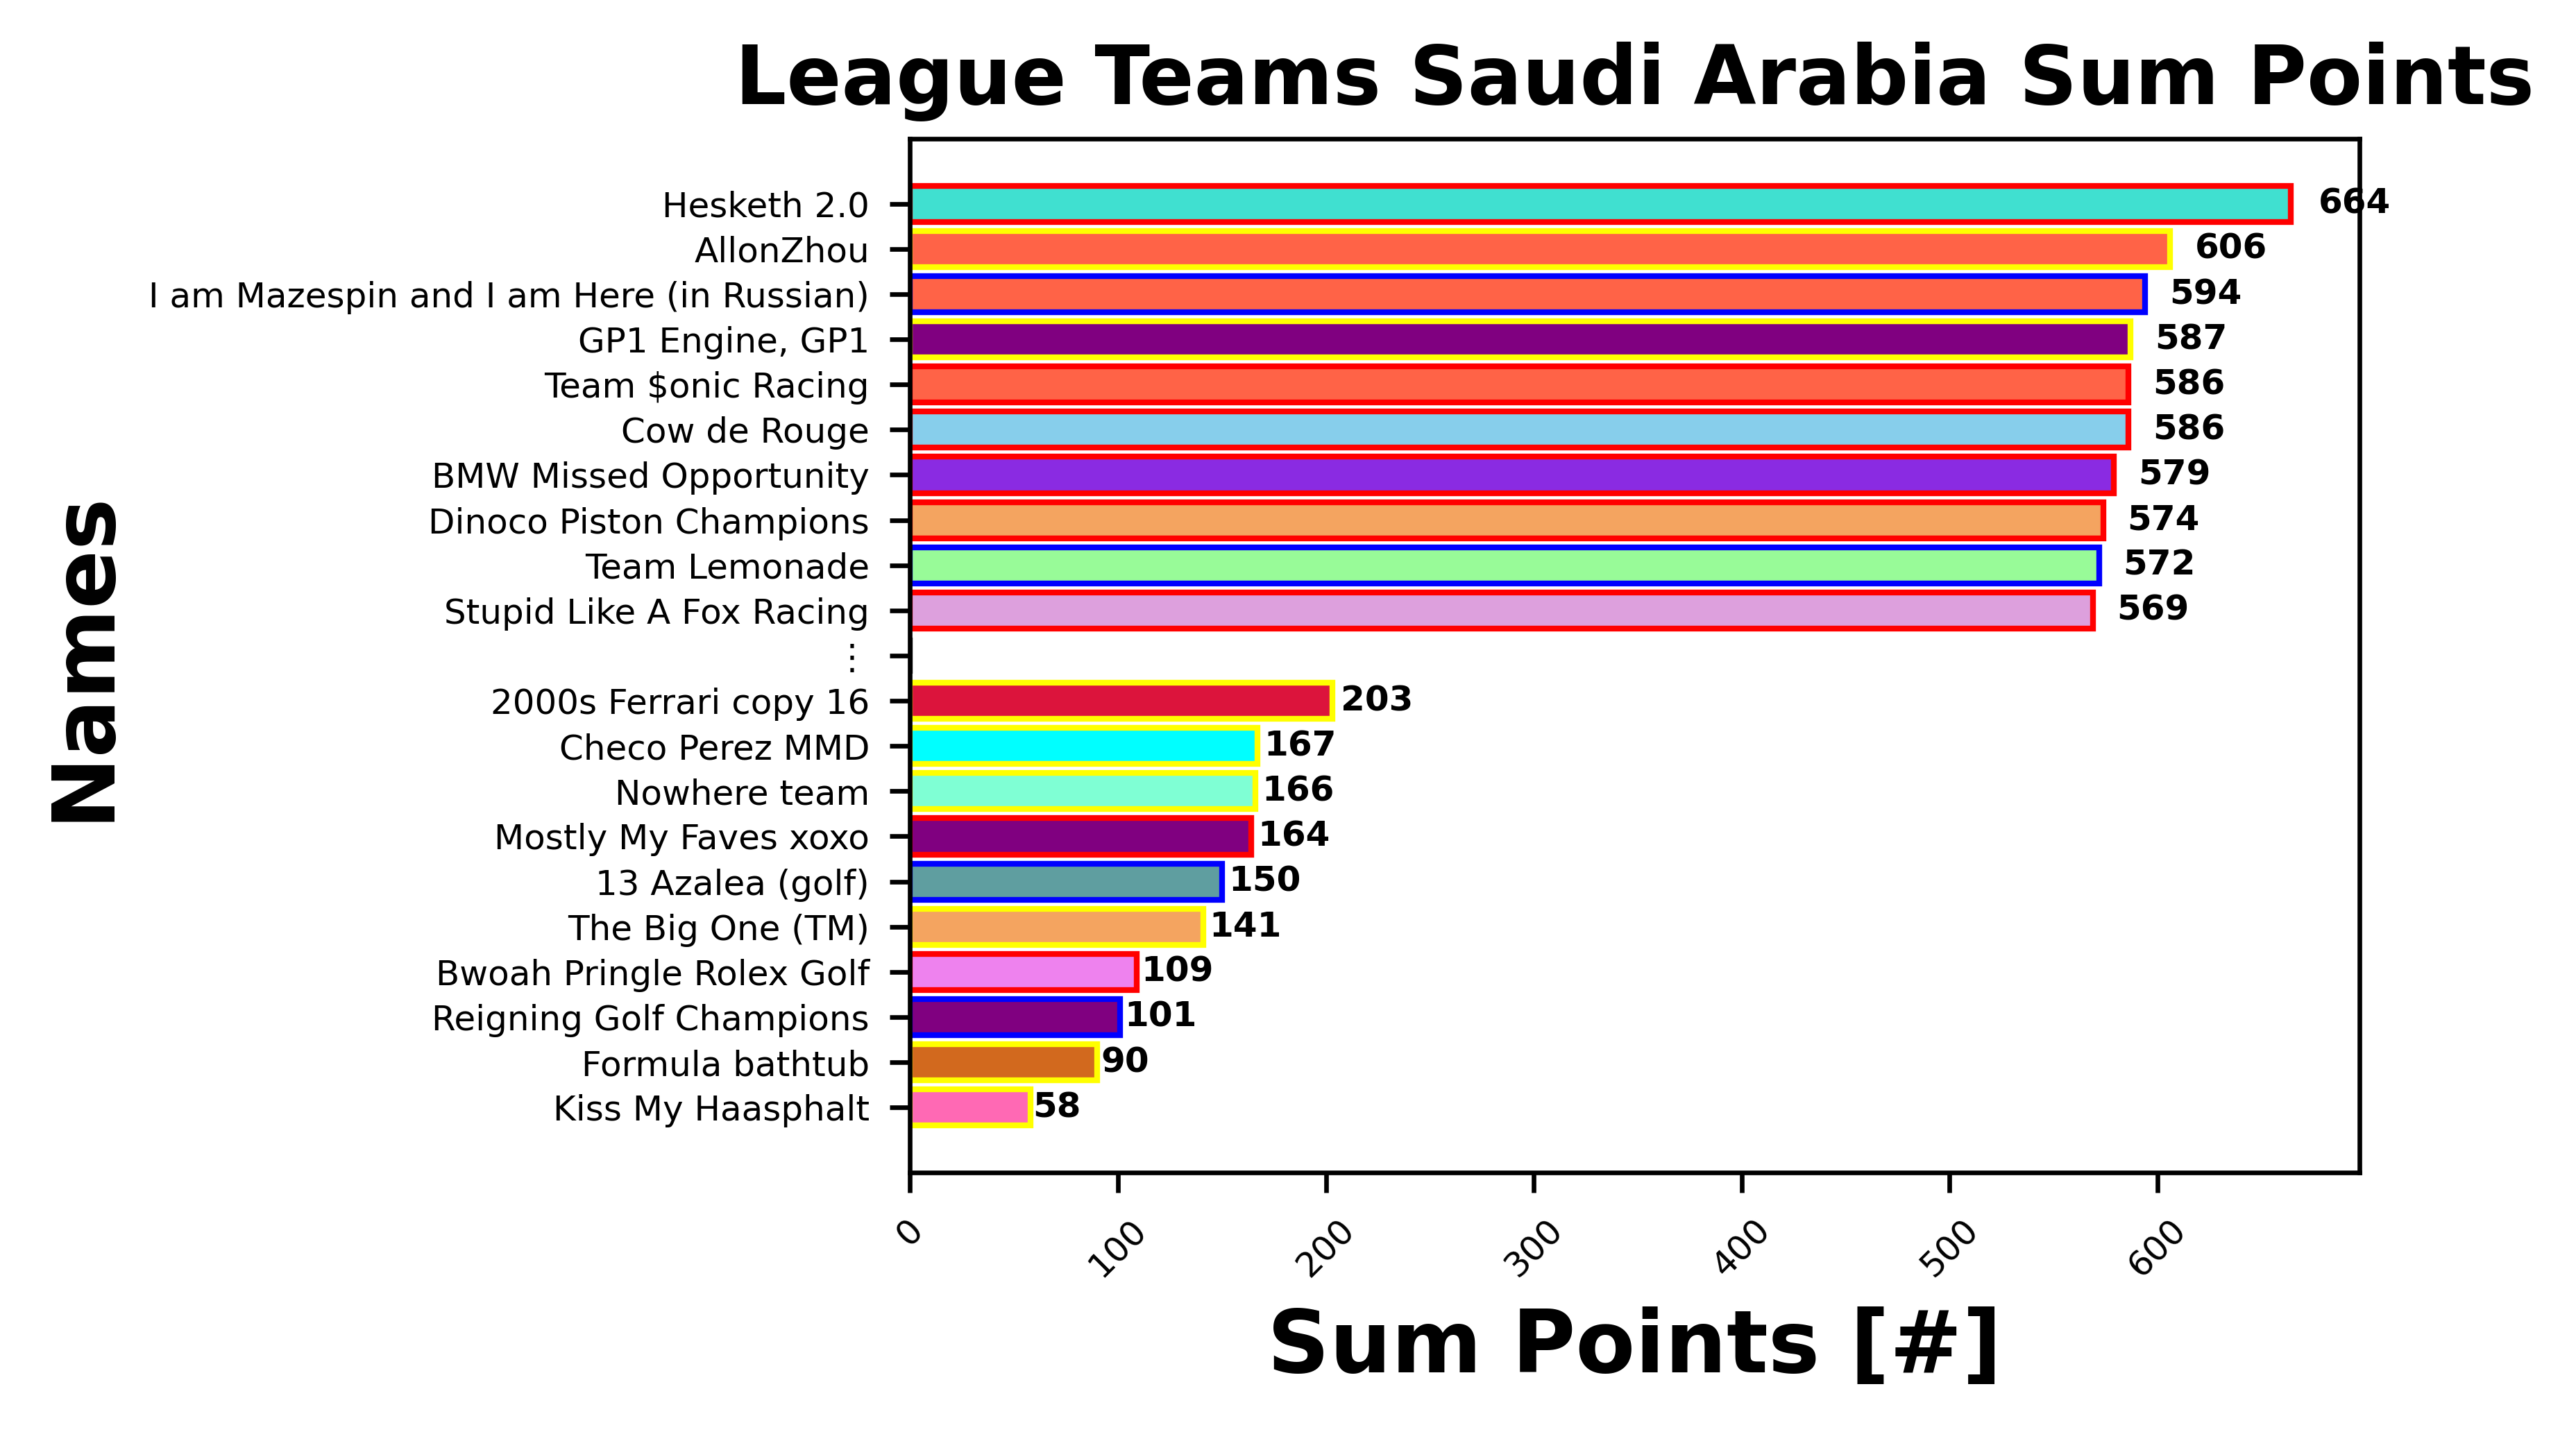 League Teams Saudi Arabia Sum Points
Names
Hesketh 2.0 664
AllonZhou 606
I am Mazespin and I am Here (in Russian) 594
GP1 Engine, GP1 587
Team $onic Racing 586
Cow de Rouge 586
BMW Missed Opportunity 579
Dinoco Piston Champions 574
Team Lemonade 572
Stupid Like A Fox Racing 569
⋮
2000s Ferrari copy 16 203
Checo Perez MMD 167
Nowhere team 166
Mostly My Faves xoxo 164
13 Azalea (golf) 150
The Big One (TM) 141
Bwoah Pringle Rolex Golf 109
Reigning Golf Champions 101
Formula bathtub 90
Kiss My Haasphalt 58
0 100 200 300 400 500 600
Sum Points [#]